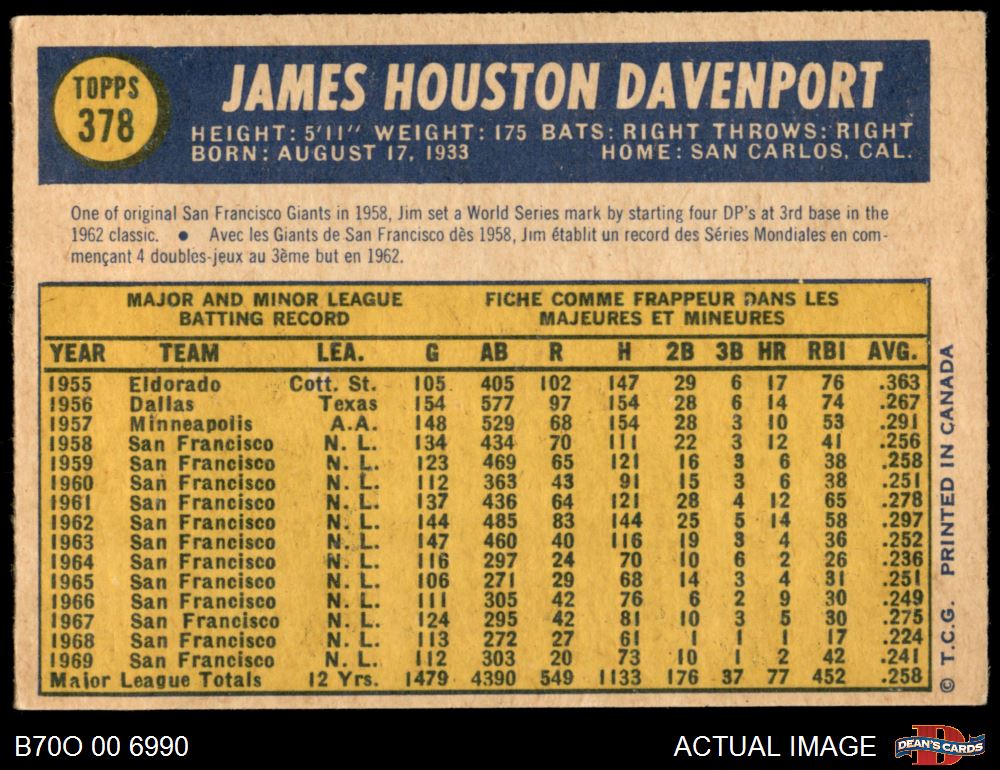 TOPPS
378
JAMES HOUSTON DAVENPORT
HEIGHT: 5'11" WEIGHT: 175 BATS: RIGHT THROWS: RIGHT
BORN: AUGUST 17, 1933 HOME: SAN CARLOS, CAL.
One of original San Francisco Giants in 1958, Jim set a World Series mark by starting four DP's at 3rd base in the
1962 classic. ● Avec les Giants de San Francisco dès 1958, Jim établit un record des Séries Mondiales en com-
mençant 4 doubles-jeux au 3ème but en 1962.
MAJOR AND MINOR LEAGUE FICHE COMME FRAPPEUR DANS LES
BATTING RECORD MAJEURES ET MINEURES
YEAR TEAM LEA. G AB R H 2B 3B HR RBI AVG.
1955 Eldorado Cott. St. 105 405 102 147 29 6 17 76 .363
1956 Dallas Texas 154 577 97 154 28 6 14 74 .267
1957 Minneapolis A.A. 148 529 68 154 28 3 10 53 .291
1958 San Francisco N. L. 134 434 70 111 22 3 12 41 .256
1959 San Francisco N. L. 123 469 65 121 16 3 6 38 .258
1960 San Francisco N. L. 112 363 43 91 15 3 6 38 .251
1961 San Francisco N. L. 137 436 64 121 28 4 12 65 .278
1962 San Francisco N. L. 144 485 83 144 25 5 14 58 .297
1963 San Francisco N. L. 147 460 40 116 19 3 4 36 .252
1964 San Francisco N. L. 116 297 24 70 10 6 2 26 .236
1965 San Francisco N. L. 106 271 29 68 14 3 4 31 .251
1966 San Francisco N. L. 111 305 42 76 6 2 9 30 .249
1967 San Francisco N. L. 124 295 42 81 10 3 5 30 .275
1968 San Francisco N. L. 113 272 27 61 1 1 1 17 .224
1969 San Francisco N. L. 112 303 20 73 10 1 2 42 .241
Major League Totals 12 Yrs. 1479 4390 549 1133 176 37 77 452 .258
© T.C.G. PRINTED IN CANADA
B70O 00 6990
ACTUAL IMAGE
DEAN'S CARDS